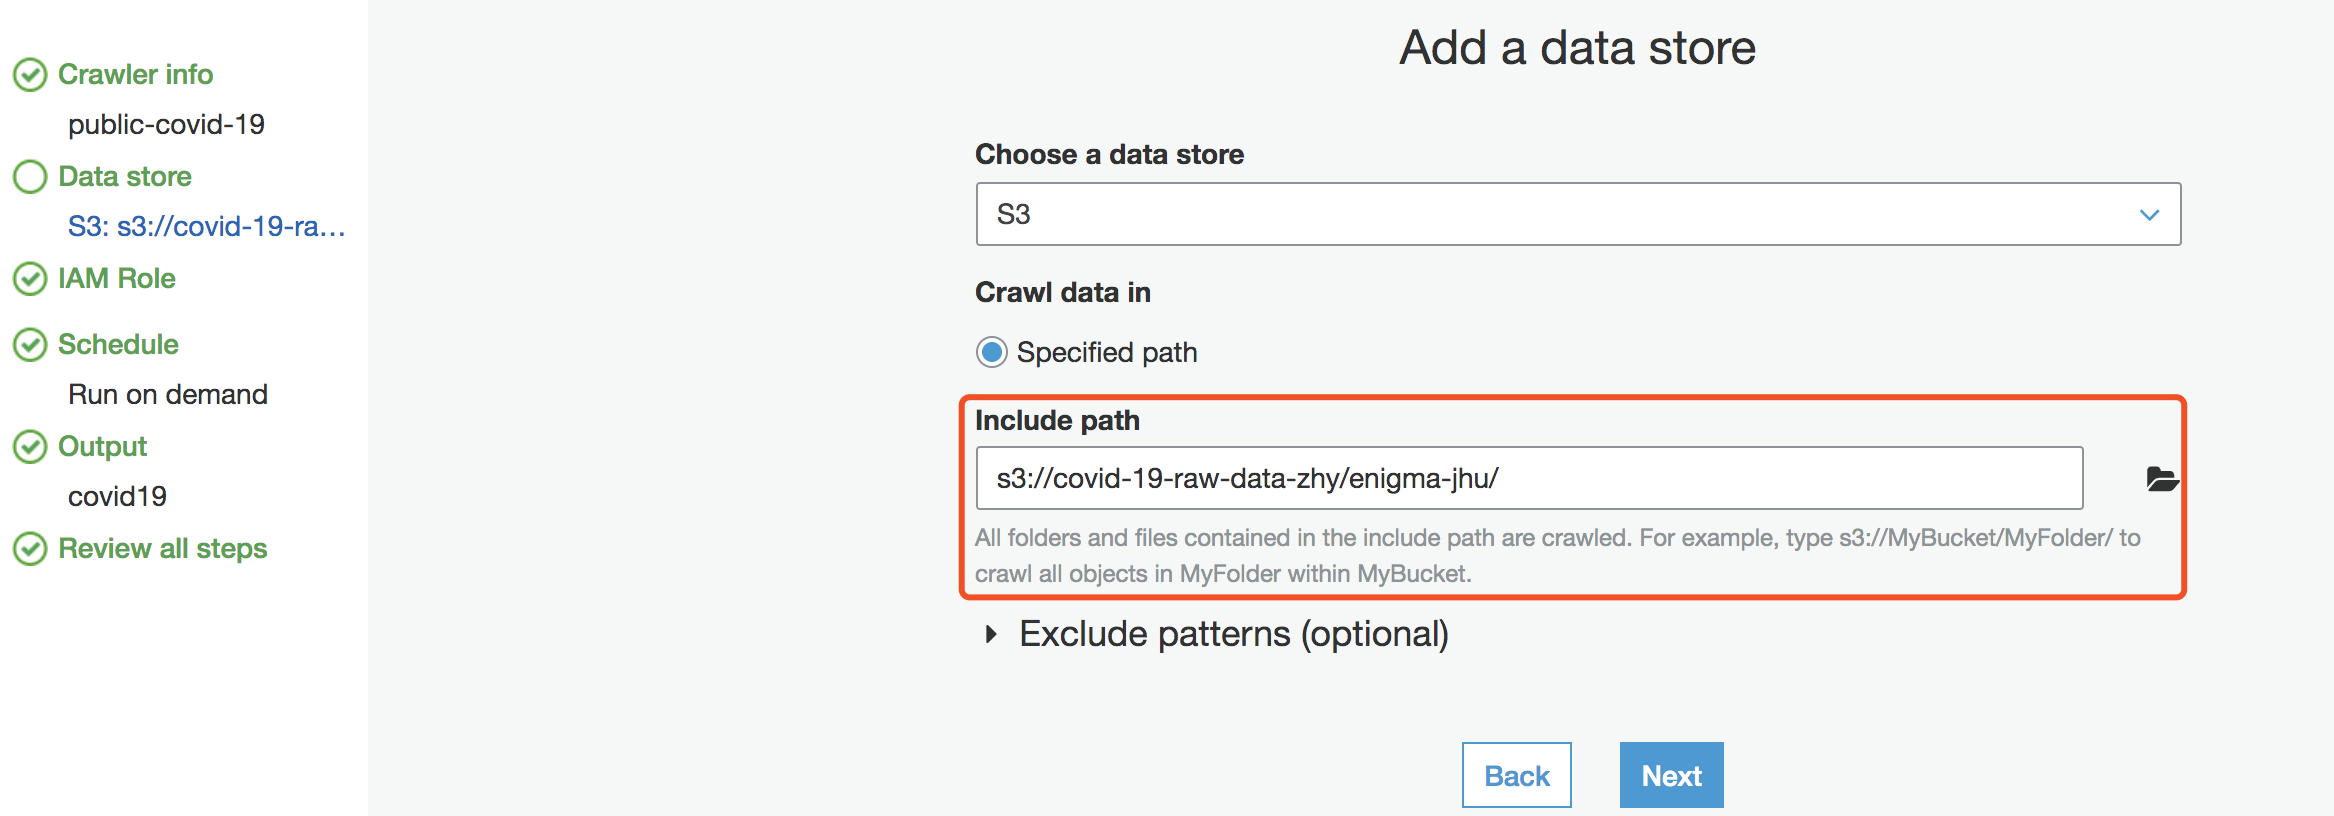 Crawler info
public-covid-19
Data store
S3: s3://covid-19-ra...
IAM Role
Schedule
Run on demand
Output
covid19
Review all steps
Add a data store
Choose a data store
S3
Crawl data in
Specified path
Include path
s3://covid-19-raw-data-zhy/enigma-jhu/
All folders and files contained in the include path are crawled. For example, type s3://MyBucket/MyFolder/ to
crawl all objects in MyFolder within MyBucket.
Exclude patterns (optional)
Back
Next